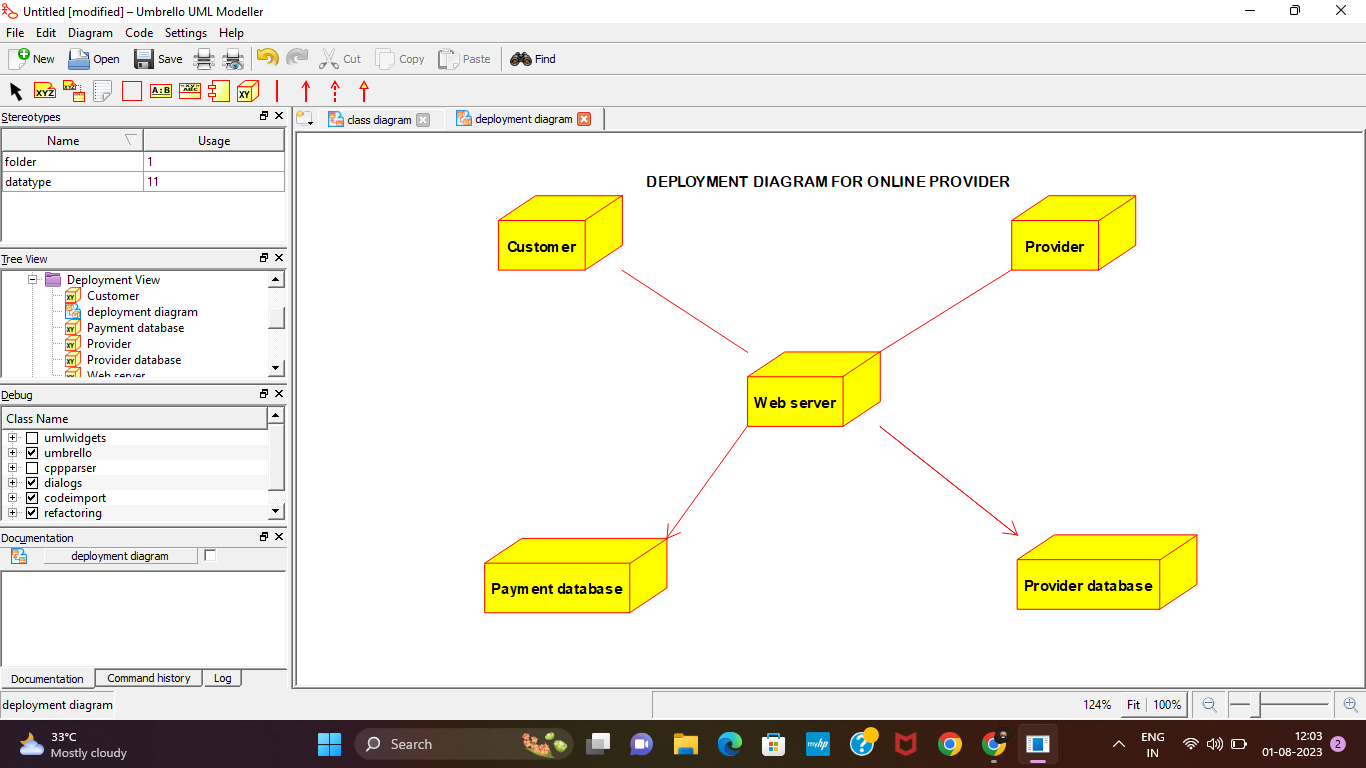 Untitled [modified] – Umbrello UML Modeller
File Edit Diagram Code Settings Help
New Open Save Cut Copy Paste Find
XYZ XYZ A:B ABC XY
Stereotypes
class diagram deployment diagram
Name Usage
folder 1
datatype 11
Tree View
Deployment View
Customer
deployment diagram
Payment database
Provider
Provider database
Web server
Debug
Class Name
umlwidgets
umbrello
cppparser
dialogs
codeimport
refactoring
Documentation
deployment diagram
Documentation Command history Log
DEPLOYMENT DIAGRAM FOR ONLINE PROVIDER
Customer
Provider
Web server
Payment database
Provider database
deployment diagram
124% Fit 100%
33°C
Mostly cloudy
Search
myhp
ENG
IN
12:03
01-08-2023
2